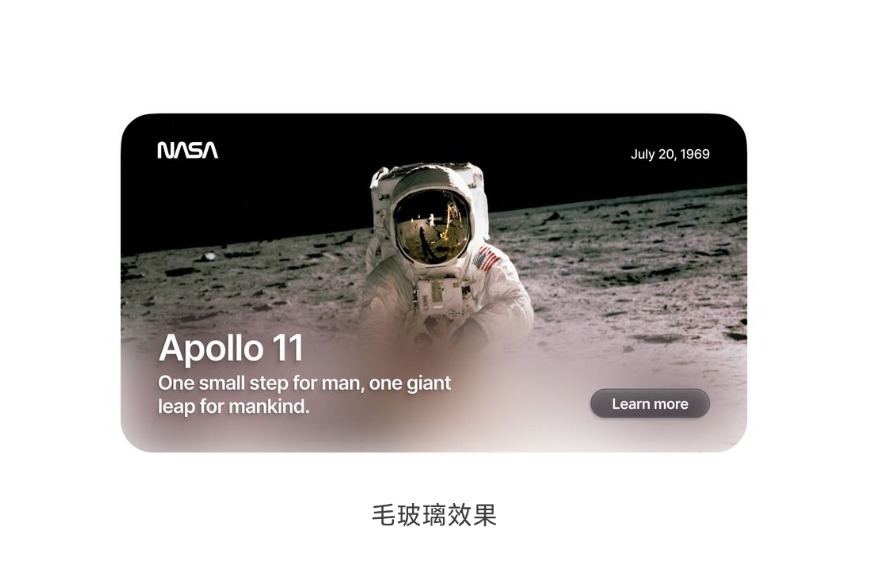 NASA
July 20, 1969
Apollo 11
One small step for man, one giant
leap for mankind.
Learn more
毛玻璃效果